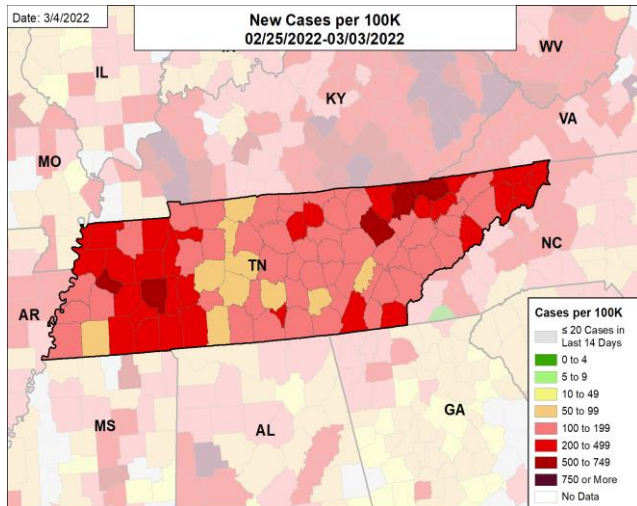 Date: 3/4/2022
New Cases per 100K
02/25/2022-03/03/2022
IL
WV
KY
VA
MO
TN
NC
AR
MS
AL
GA
Cases per 100K
≤ 20 Cases in
Last 14 Days
0 to 4
5 to 9
10 to 49
50 to 99
100 to 199
200 to 499
500 to 749
750 or More
No Data